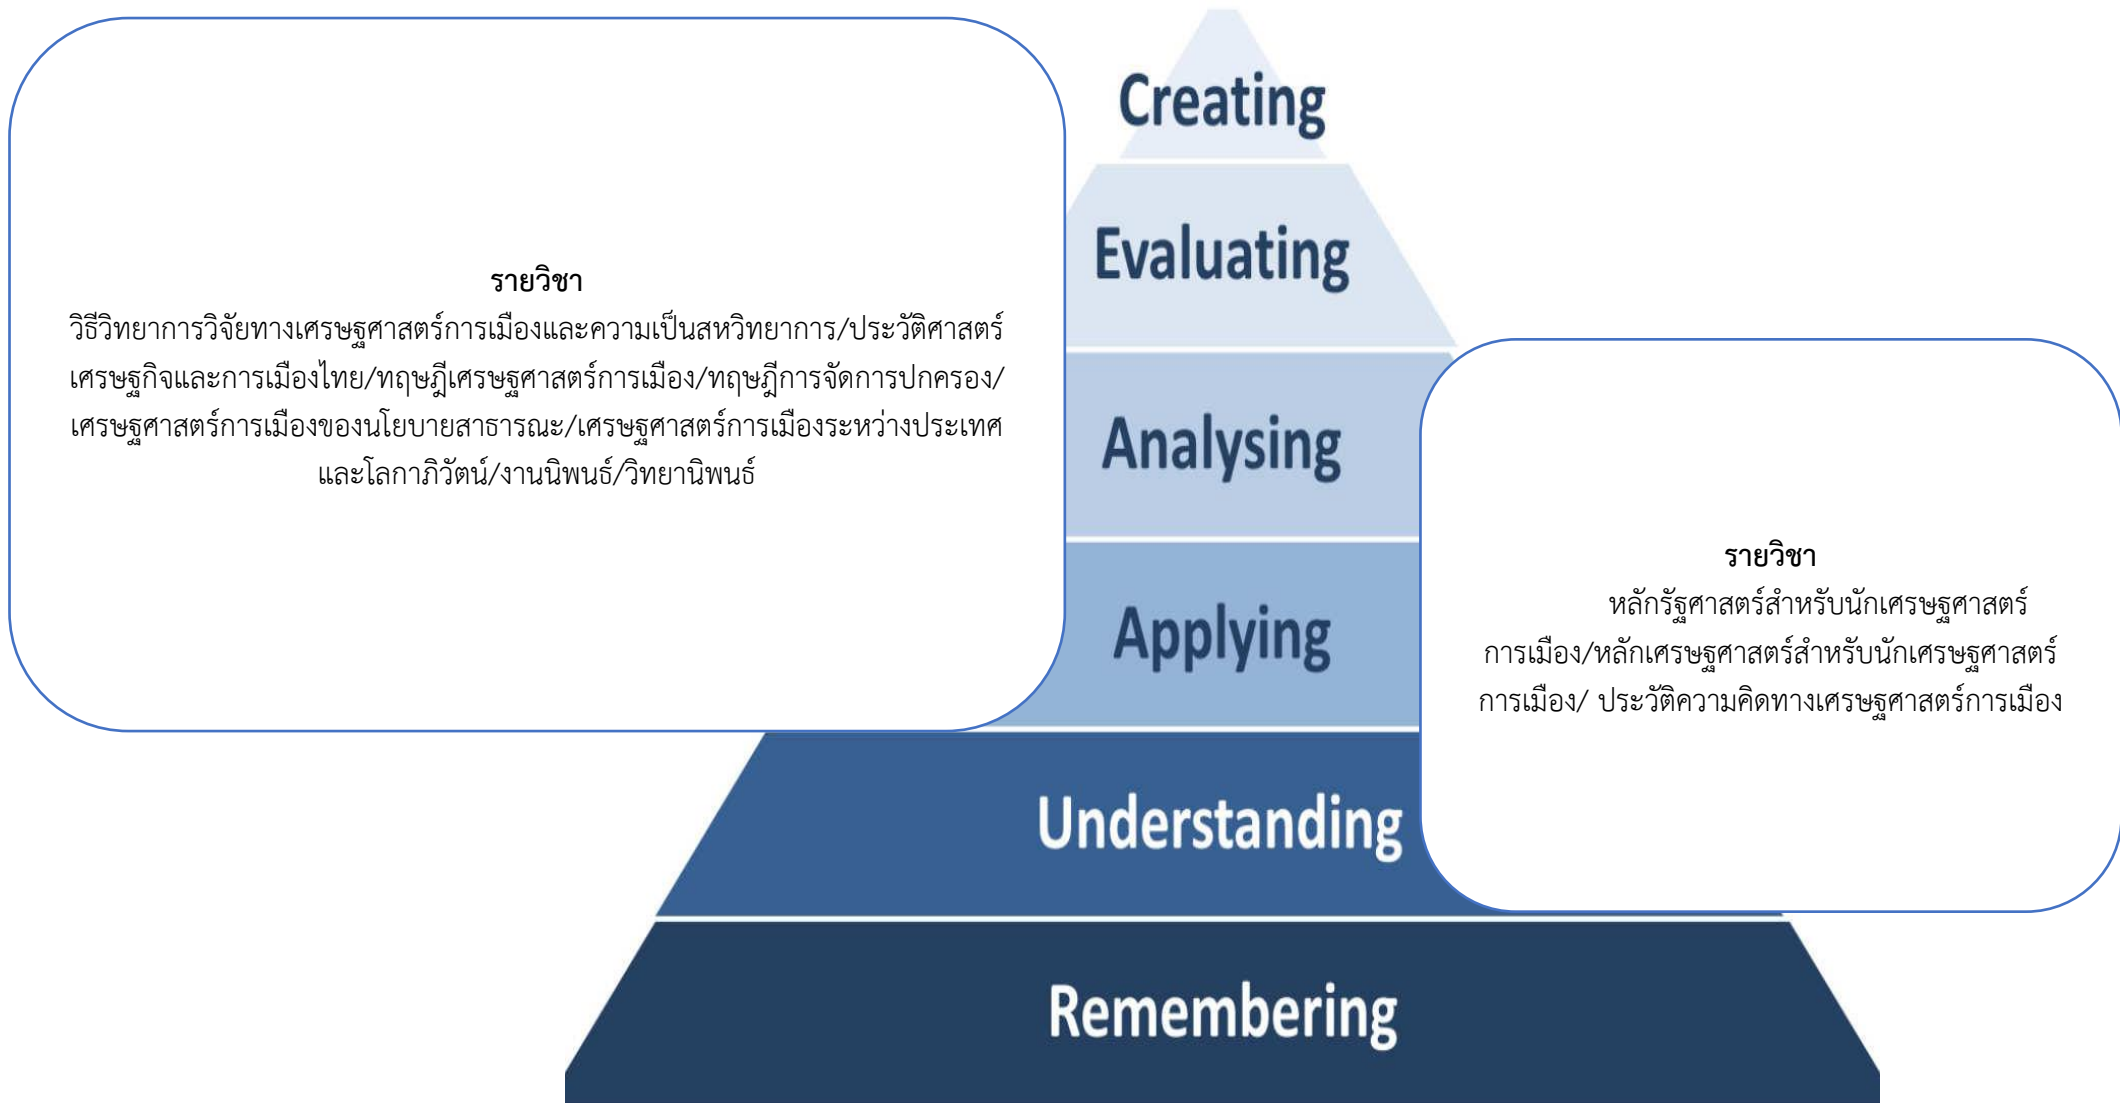 รายวิชา
วิธีวิทยาการวิจัยทางเศรษฐศาสตร์การเมืองและความเป็นสหวิทยาการ/ประวัติศาสตร์
เศรษฐกิจและการเมืองไทย/ทฤษฎีเศรษฐศาสตร์การเมือง/ทฤษฎีการจัดการปกครอง/
เศรษฐศาสตร์การเมืองของนโยบายสาธารณะ/เศรษฐศาสตร์การเมืองระหว่างประเทศ
และโลกาภิวัตน์/งานนิพนธ์/วิทยานิพนธ์
Creating
Evaluating
Analysing
Applying
Understanding
Remembering
รายวิชา
หลักรัฐศาสตร์สำหรับนักเศรษฐศาสตร์
การเมือง/หลักเศรษฐศาสตร์สำหรับนักเศรษฐศาสตร์
การเมือง/ ประวัติความคิดทางเศรษฐศาสตร์การเมือง